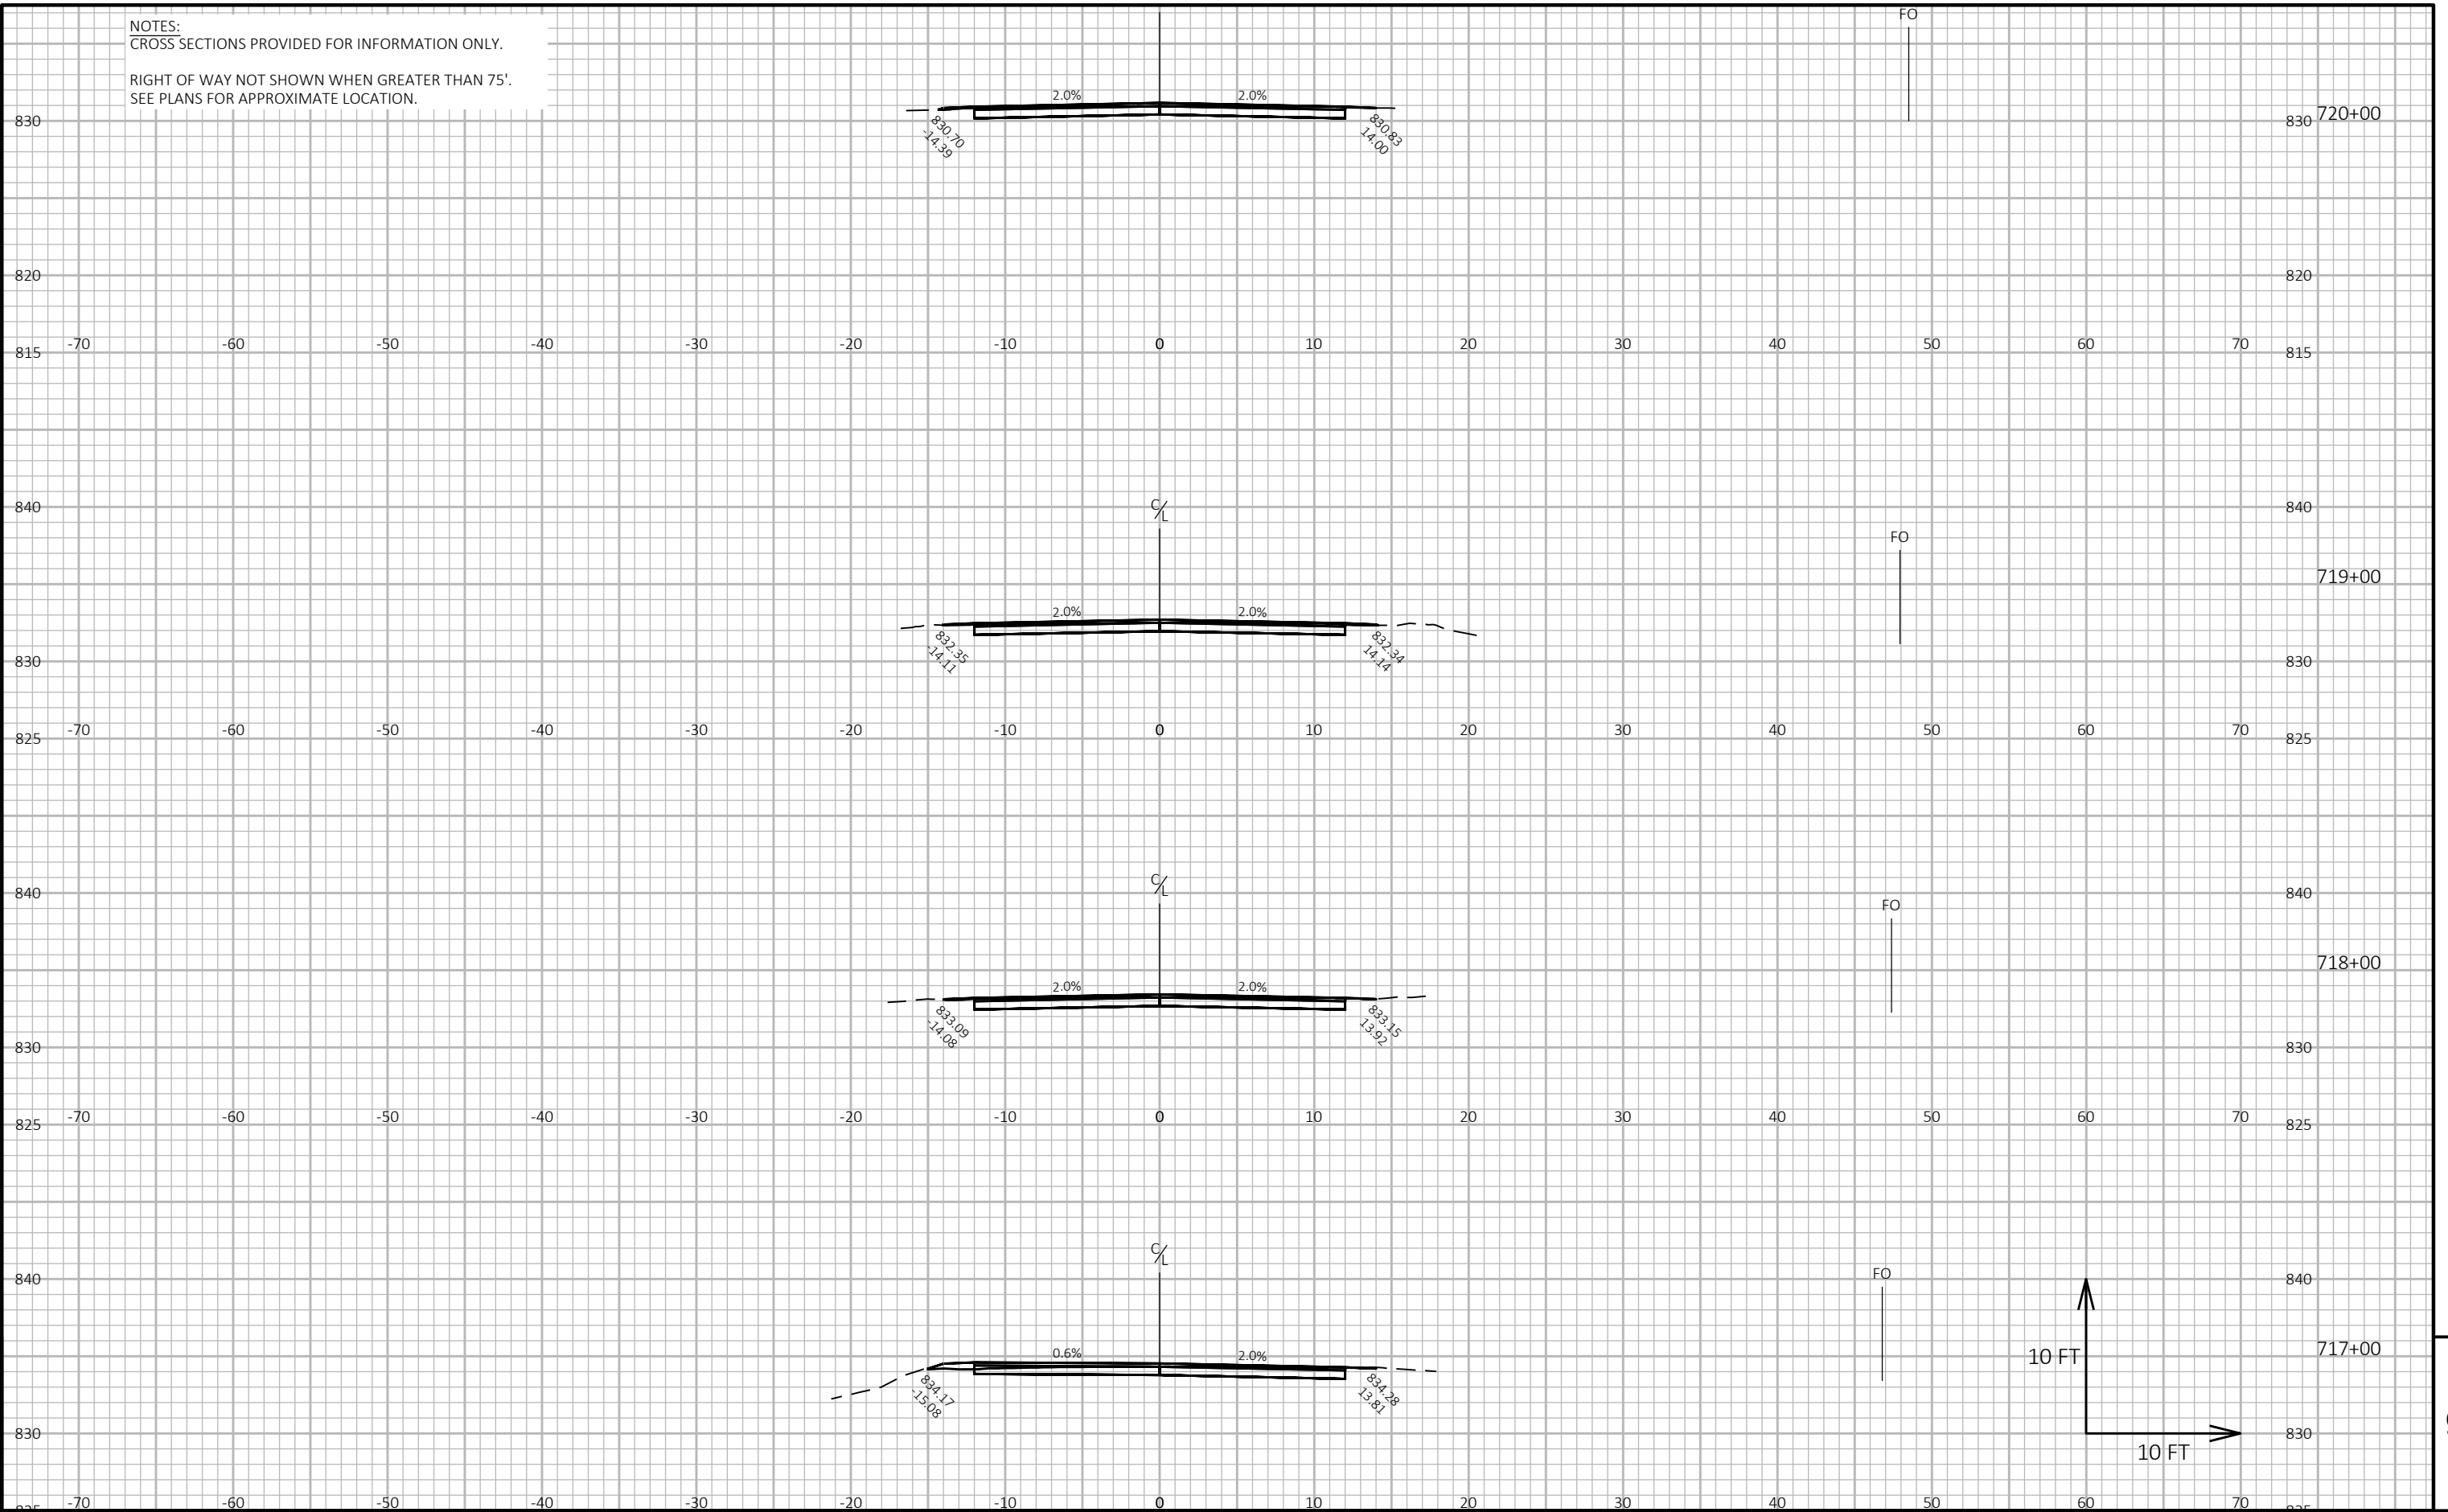 NOTES:
CROSS SECTIONS PROVIDED FOR INFORMATION ONLY.
RIGHT OF WAY NOT SHOWN WHEN GREATER THAN 75'.
SEE PLANS FOR APPROXIMATE LOCATION.
FO
2.0% 2.0%
830 830 720+00
830.70
-14.39
830.83
14.00
820 820
-70 -60 -50 -40 -30 -20 -10 0 10 20 30 40 50 60 70
815 815
840 C/L 840
FO
719+00
2.0% 2.0%
832.35
-14.11
832.34
14.14
830 830
-70 -60 -50 -40 -30 -20 -10 0 10 20 30 40 50 60 70
825 825
840 C/L 840
FO
718+00
2.0% 2.0%
833.09
-14.08
833.15
13.92
830 830
-70 -60 -50 -40 -30 -20 -10 0 10 20 30 40 50 60 70
825 825
C/L
FO
840 840
717+00
0.6% 2.0%
10 FT
834.17
-15.08
834.28
13.81
830 830
10 FT
-70 -60 -50 -40 -30 -20 -10 0 10 20 30 40 50 60 70